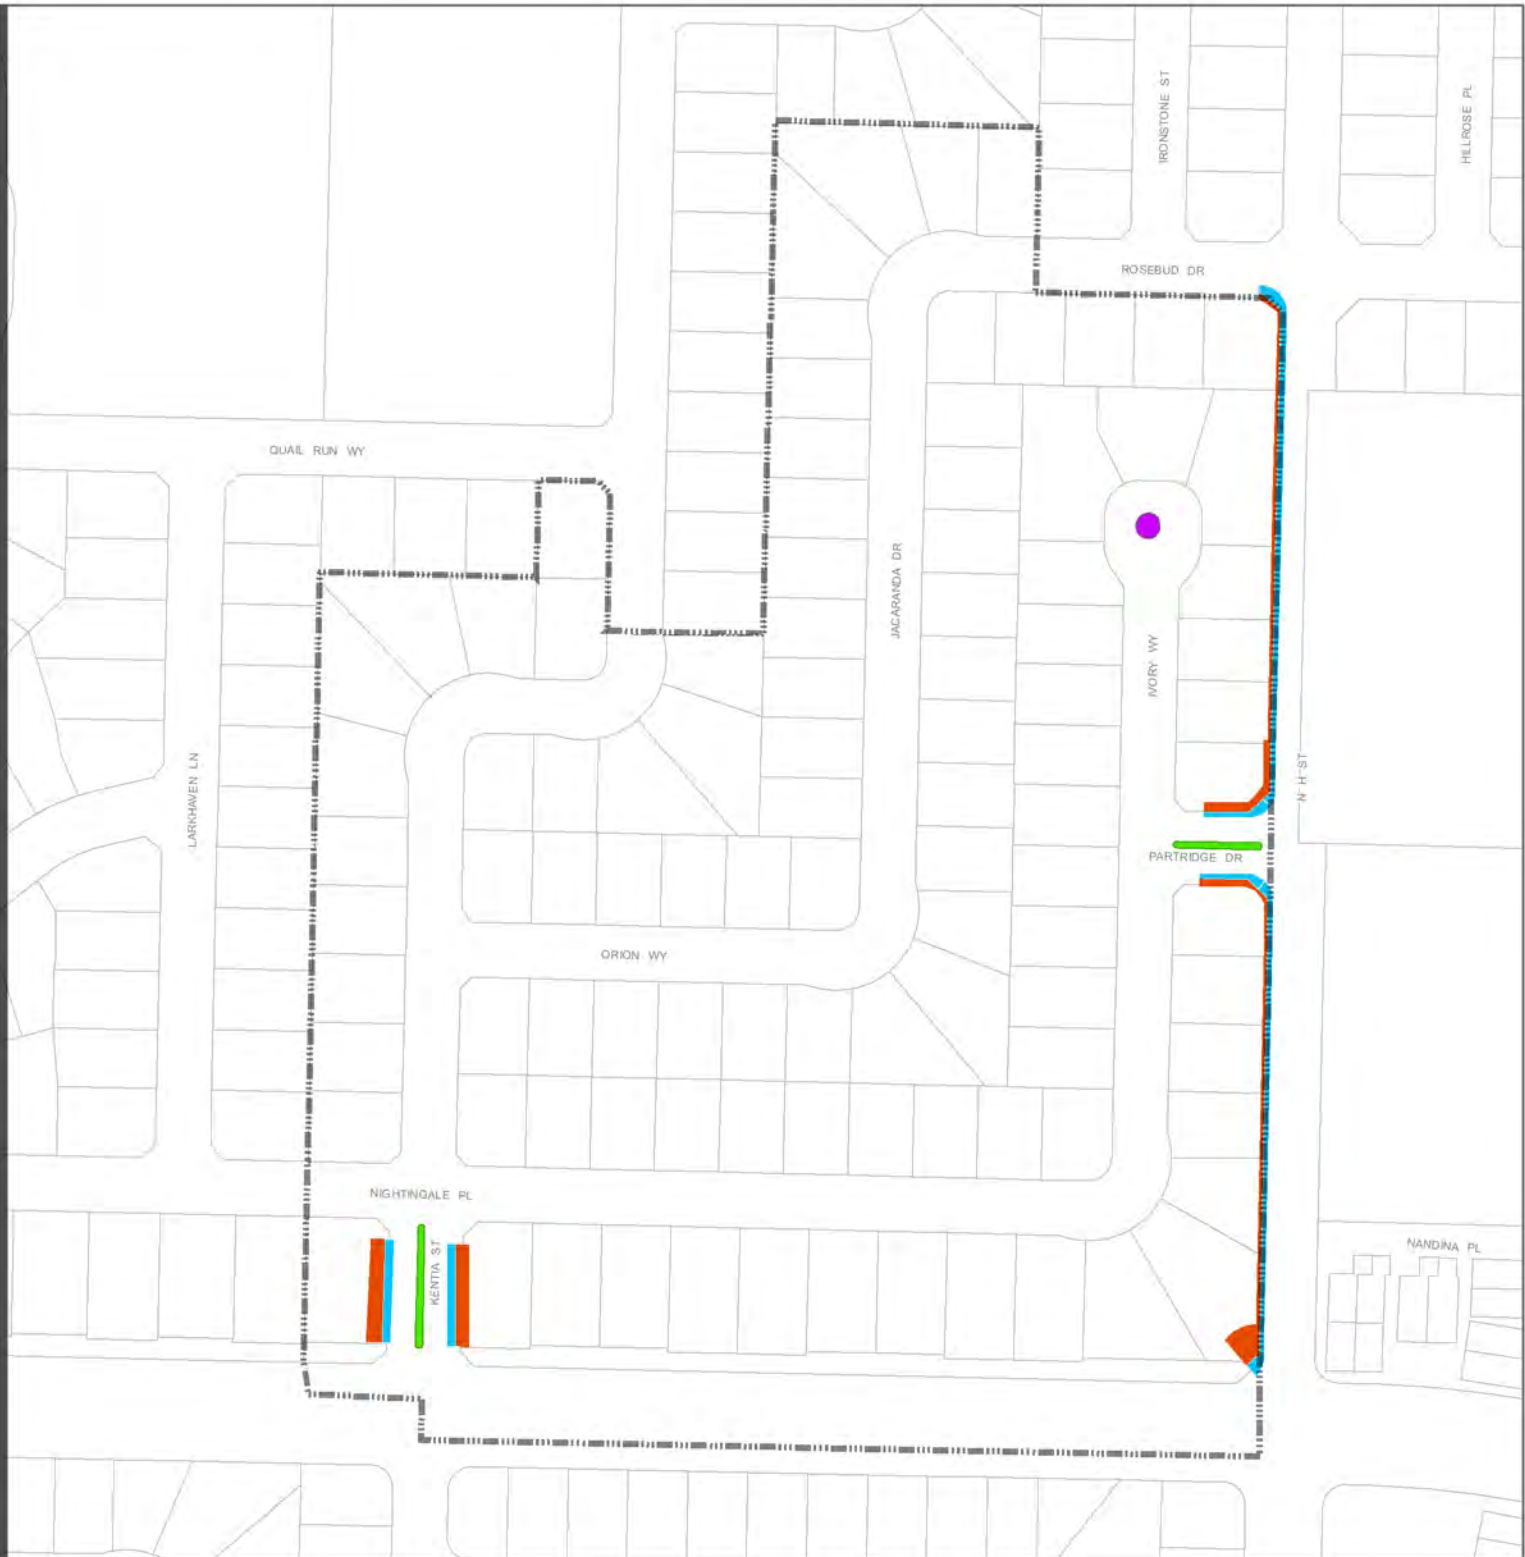 IRONSTONE ST
HILLROSE PL
ROSEBUD DR
QUAIL RUN WY
JACARANDA DR
IVORY WY
LARKHAVEN LN
N H ST
PARTRIDGE DR
ORION WY
NIGHTINGALE PL
KENTIA ST
NANDINA PL